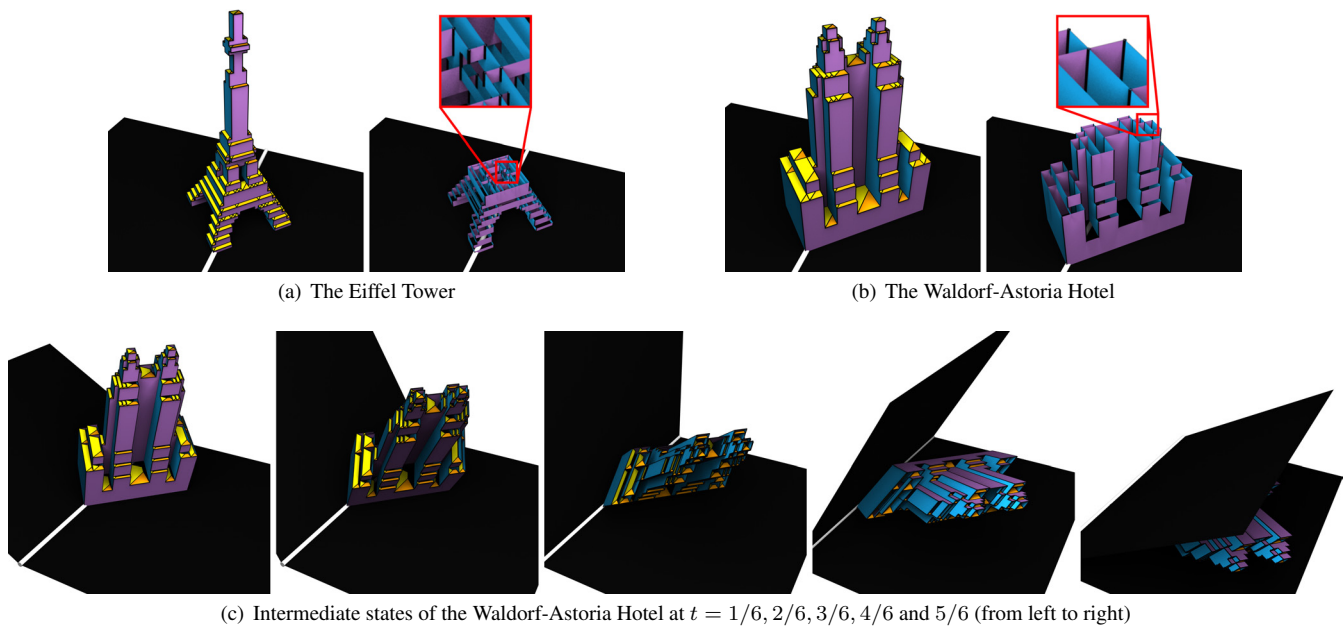 (a) The Eiffel Tower
(b) The Waldorf-Astoria Hotel
(c) Intermediate states of the Waldorf-Astoria Hotel at t = 1/6, 2/6, 3/6, 4/6 and 5/6 (from left to right)